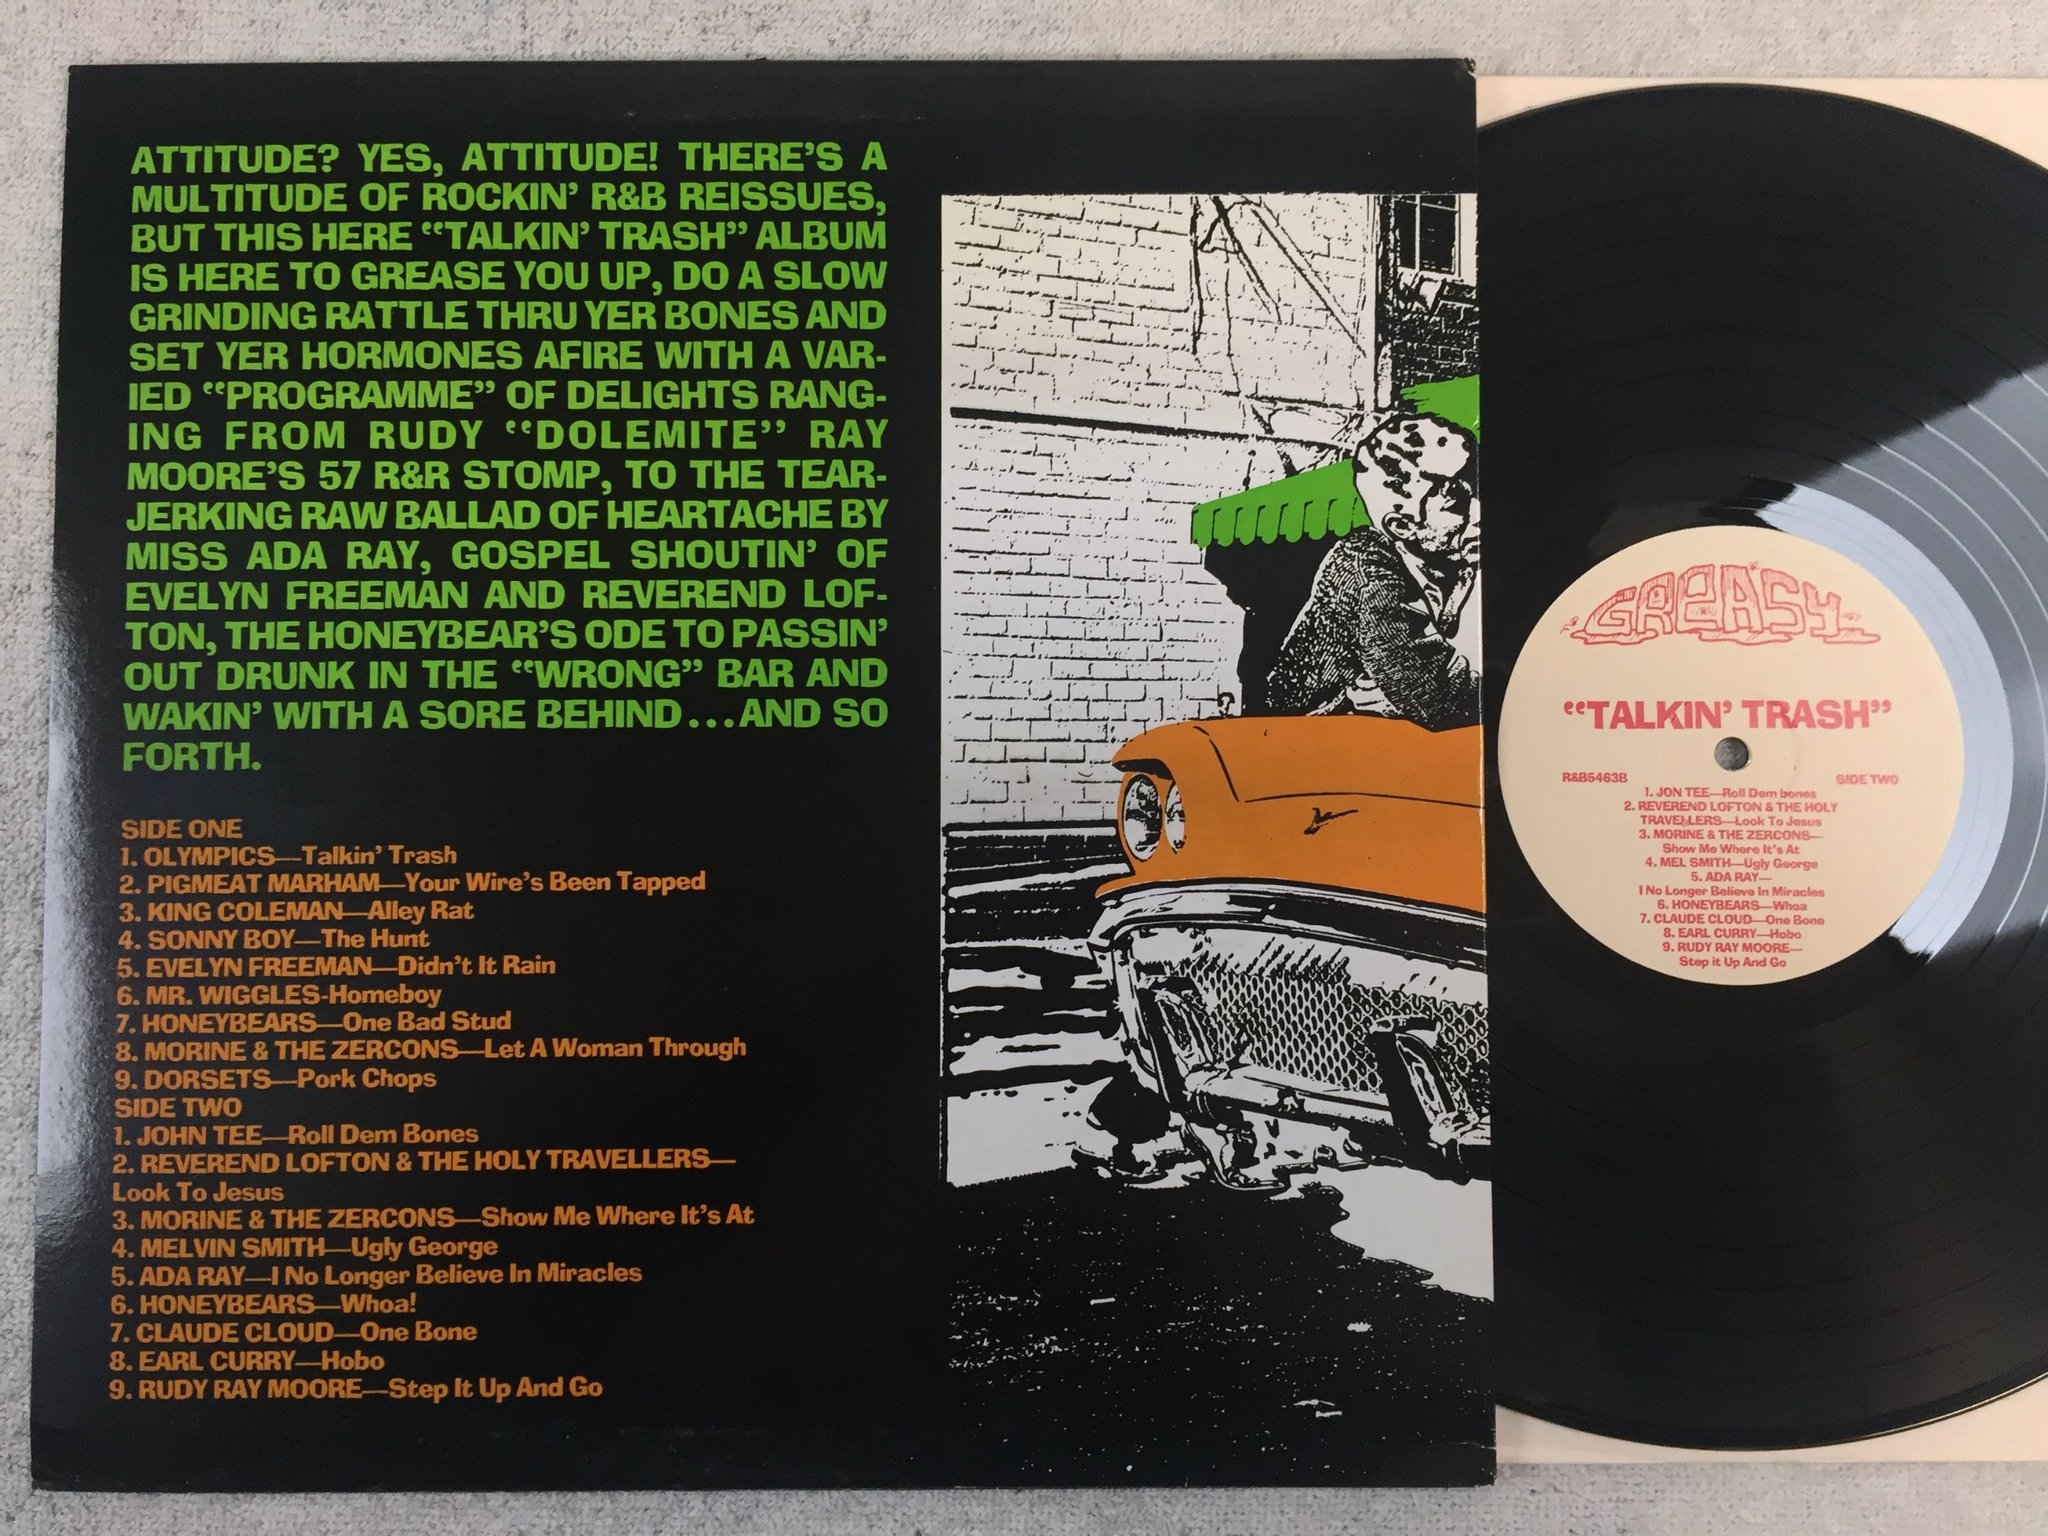 ATTITUDE? YES, ATTITUDE! THERE'S A
MULTITUDE OF ROCKIN' R&B REISSUES,
BUT THIS HERE “TALKIN' TRASH” ALBUM
IS HERE TO GREASE YOU UP, DO A SLOW
GRINDING RATTLE THRU YER BONES AND
SET YER HORMONES AFIRE WITH A VAR-
IED “PROGRAMME” OF DELIGHTS RANG-
ING FROM RUDY “DOLEMITE” RAY
MOORE'S 57 R&R STOMP, TO THE TEAR-
JERKING RAW BALLAD OF HEARTACHE BY
MISS ADA RAY, GOSPEL SHOUTIN' OF
EVELYN FREEMAN AND REVEREND LOF-
TON, THE HONEYBEAR'S ODE TO PASSIN'
OUT DRUNK IN THE “WRONG” BAR AND
WAKIN' WITH A SORE BEHIND...AND SO
FORTH.
SIDE ONE
1. OLYMPICS—Talkin' Trash
2. PIGMEAT MARHAM—Your Wire's Been Tapped
3. KING COLEMAN—Alley Rat
4. SONNY BOY—The Hunt
5. EVELYN FREEMAN—Didn't It Rain
6. MR. WIGGLES-Homeboy
7. HONEYBEARS—One Bad Stud
8. MORINE & THE ZERCONS—Let A Woman Through
9. DORSETS—Pork Chops
SIDE TWO
1. JOHN TEE—Roll Dem Bones
2. REVEREND LOFTON & THE HOLY TRAVELLERS—
Look To Jesus
3. MORINE & THE ZERCONS—Show Me Where It's At
4. MELVIN SMITH—Ugly George
5. ADA RAY—I No Longer Believe In Miracles
6. HONEYBEARS—Whoa!
7. CLAUDE CLOUD—One Bone
8. EARL CURRY—Hobo
9. RUDY RAY MOORE—Step It Up And Go
GREASY
“TALKIN' TRASH”
R&B5463B SIDE TWO
1. JON TEE—Roll Dem bones
2. REVEREND LOFTON & THE HOLY
TRAVELLERS—Look To Jesus
3. MORINE & THE ZERCONS—
Show Me Where It's At
4. MEL SMITH—Ugly George
5. ADA RAY—
I No Longer Believe In Miracles
6. HONEYBEARS—Whoa
7. CLAUDE CLOUD—One Bone
8. EARL CURRY—Hobo
9. RUDY RAY MOORE—
Step it Up And Go